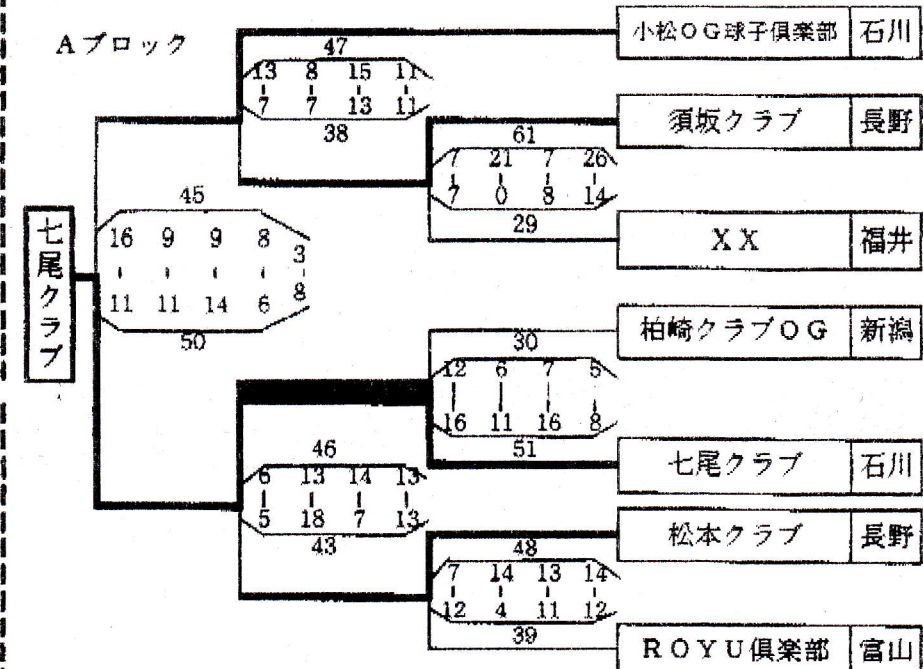 Aブロック
小松OG球子倶楽部 石川
47
13 8 15 11
7 7 13 11
38
須坂クラブ 長野
61
7 21 7 26
7 0 8 14
29
XX 福井
七尾クラブ
45
16 9 9 8 3
11 11 14 6 8
50
柏崎クラブOG 新潟
30
12 6 7 5
16 11 16 8
51
七尾クラブ 石川
46
6 13 14 13
5 18 7 13
43
松本クラブ 長野
48
7 14 13 14
12 4 11 12
39
ROYU倶楽部 富山